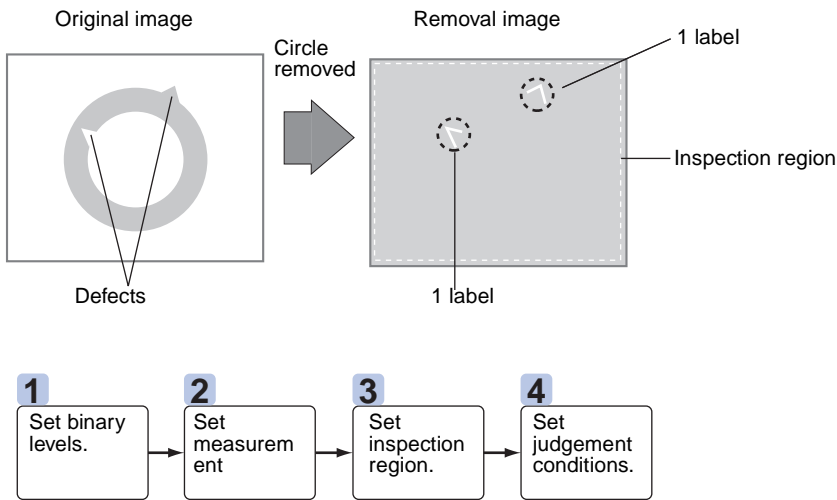 Original image
Removal image
Circle
removed
1 label
Inspection region
Defects
1 label
1
Set binary
levels.
2
Set
measurem
ent
3
Set
inspection
region.
4
Set
judgement
conditions.